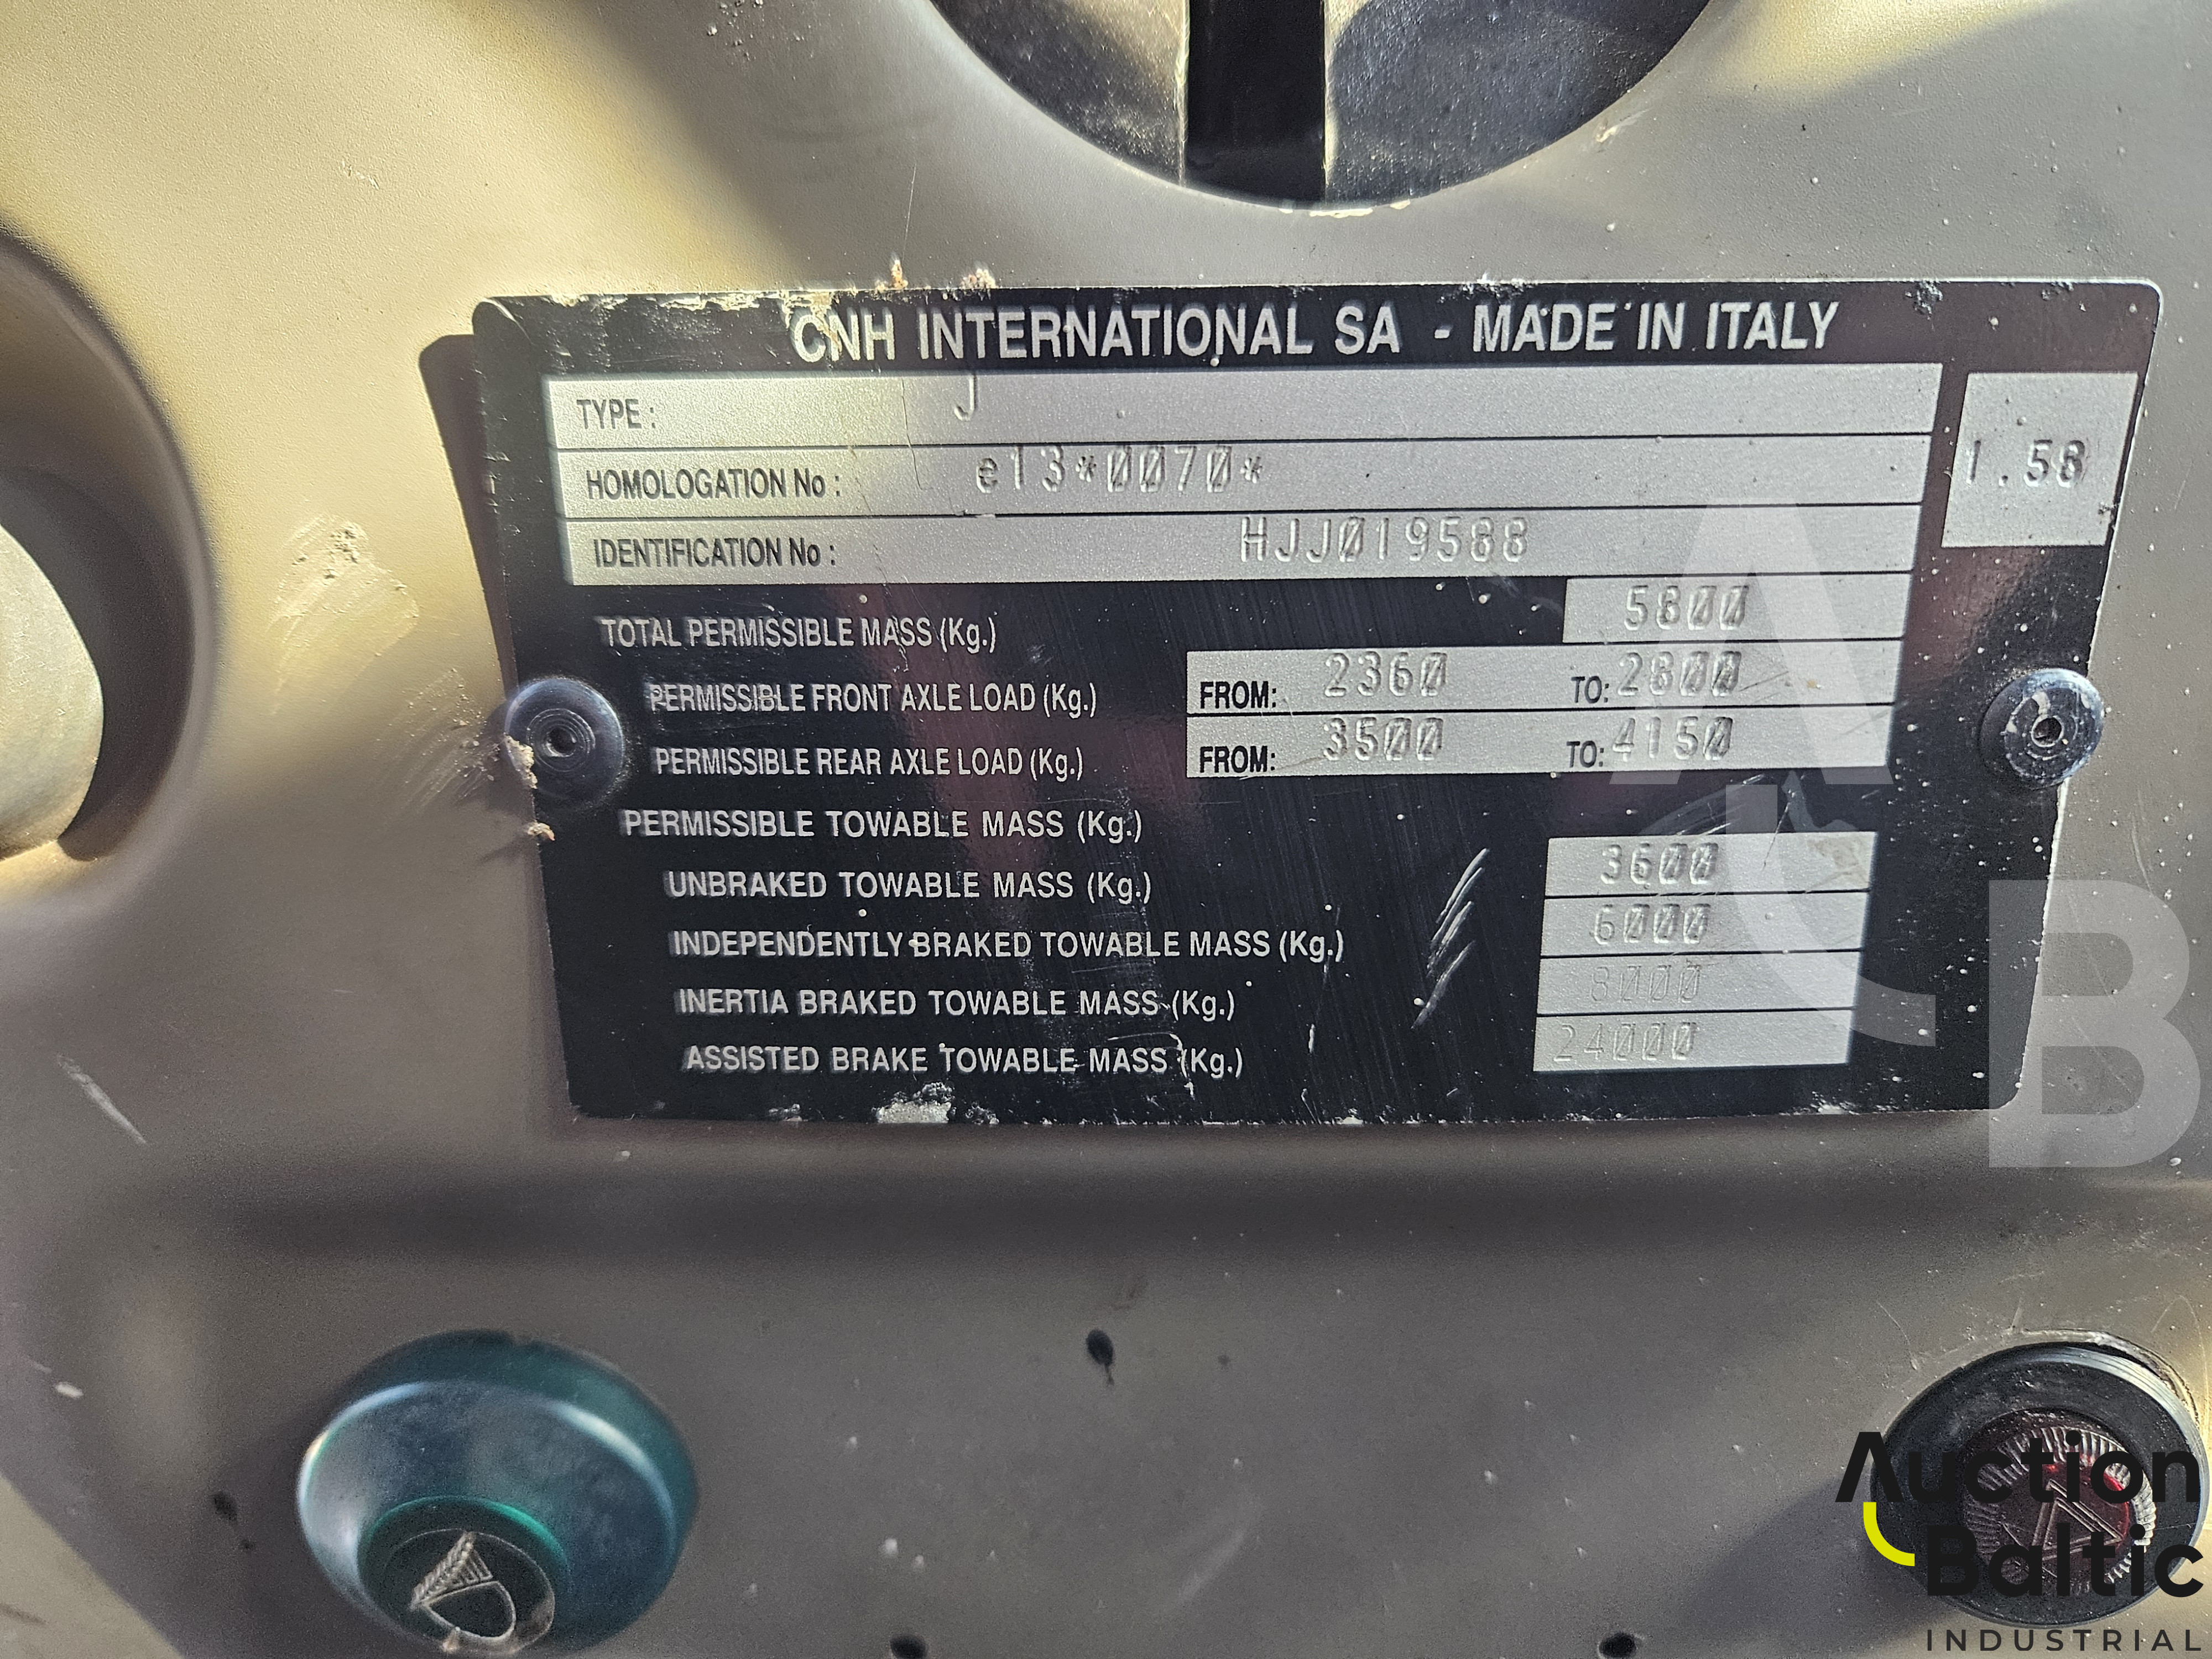 CNH INTERNATIONAL SA - MADE IN ITALY
TYPE : J
HOMOLOGATION No : e13*0070*
1.58
IDENTIFICATION No : HJJ019588
TOTAL PERMISSIBLE MASS (Kg.) 5800
PERMISSIBLE FRONT AXLE LOAD (Kg.) FROM: 2360 TO: 2800
PERMISSIBLE REAR AXLE LOAD (Kg.) FROM: 3500 TO: 4150
PERMISSIBLE TOWABLE MASS (Kg.)
UNBRAKED TOWABLE MASS (Kg.) 3600
INDEPENDENTLY BRAKED TOWABLE MASS (Kg.) 6000
INERTIA BRAKED TOWABLE MASS (Kg.) 8000
ASSISTED BRAKE TOWABLE MASS (Kg.) 24000
A
B
Auction
Baltic
INDUSTRIAL